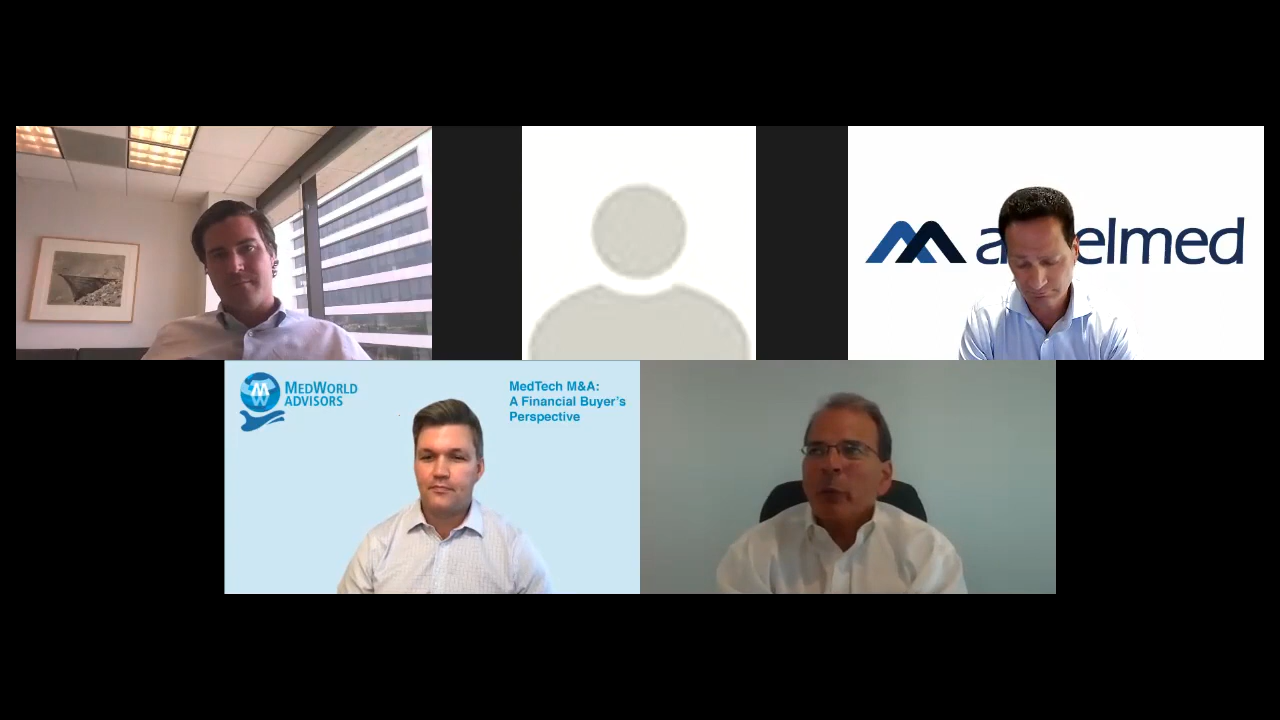 MEDWORLD
ADVISORS
MedTech M&A:
A Financial Buyer's
Perspective